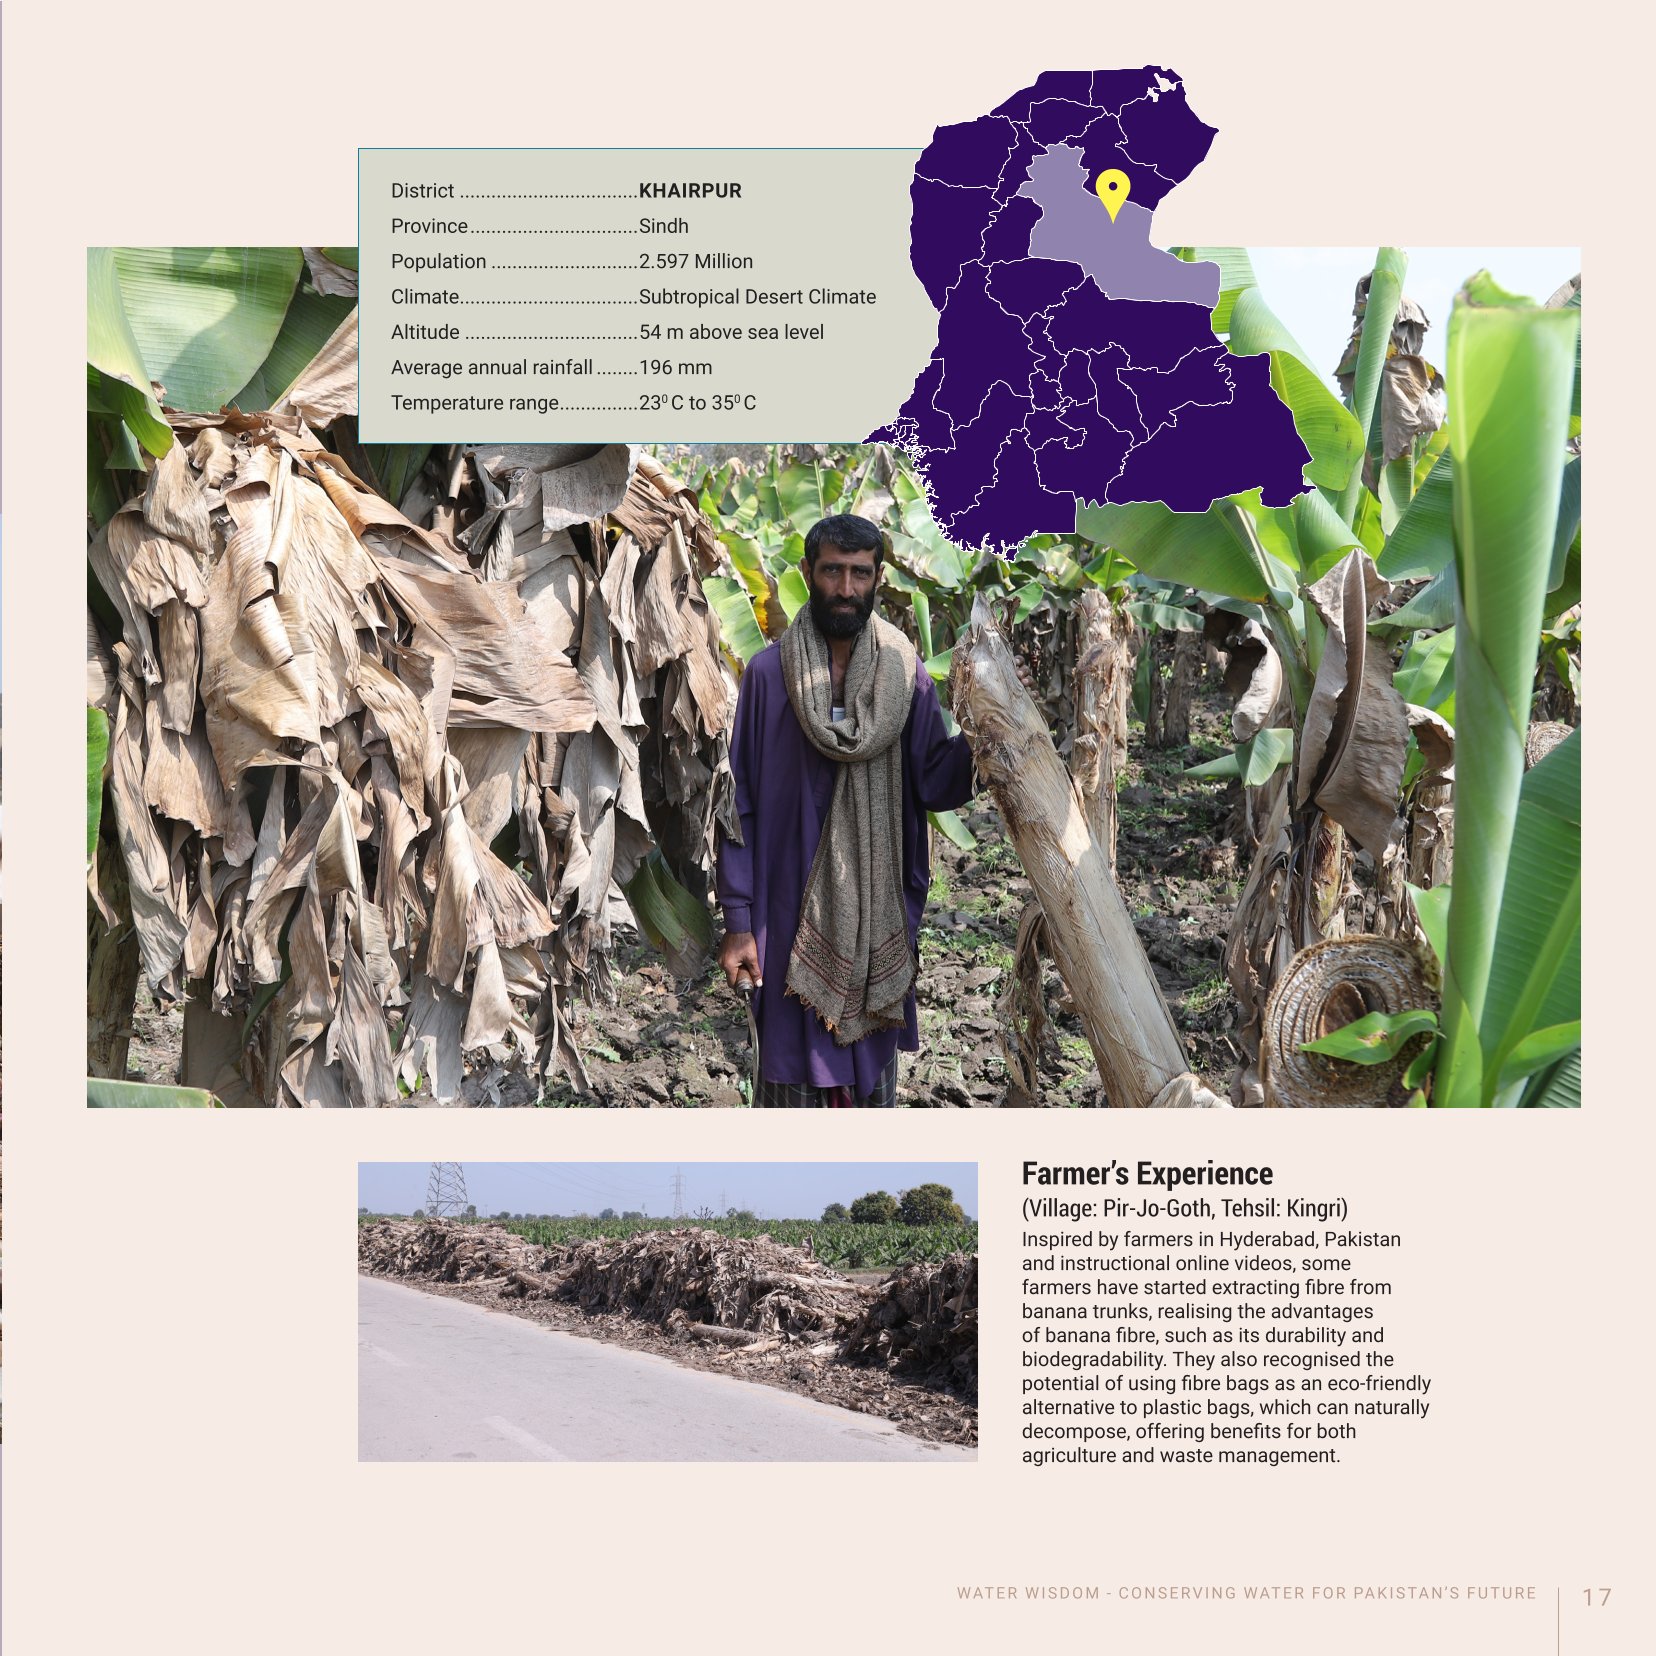 District ..................................KHAIRPUR
Province................................Sindh
Population ............................2.597 Million
Climate..................................Subtropical Desert Climate
Altitude .................................54 m above sea level
Average annual rainfall ........196 mm
Temperature range...............23⁰ C to 35⁰ C
Farmer’s Experience
(Village: Pir-Jo-Goth, Tehsil: Kingri)
Inspired by farmers in Hyderabad, Pakistan
and instructional online videos, some
farmers have started extracting fibre from
banana trunks, realising the advantages
of banana fibre, such as its durability and
biodegradability. They also recognised the
potential of using fibre bags as an eco-friendly
alternative to plastic bags, which can naturally
decompose, offering benefits for both
agriculture and waste management.
WATER WISDOM - CONSERVING WATER FOR PAKISTAN’S FUTURE
17